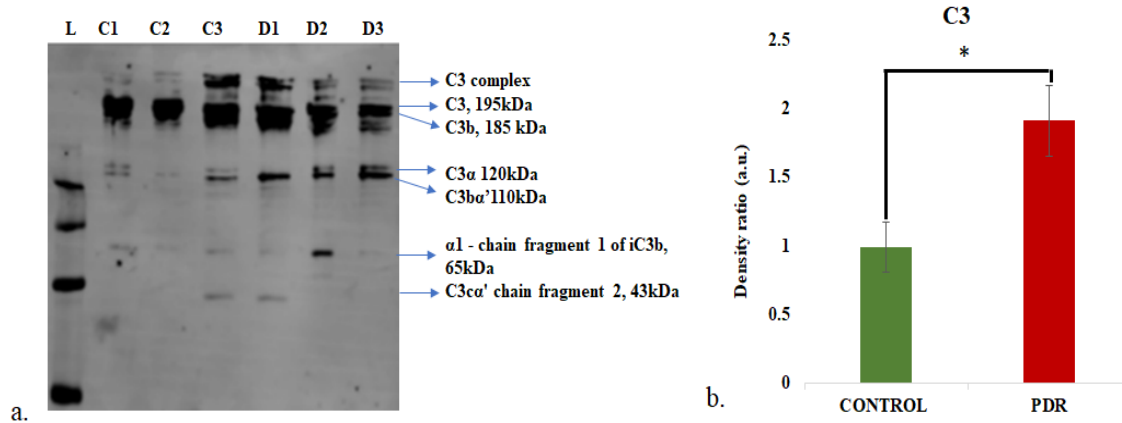 L C1 C2 C3 D1 D2 D3
C3 complex
C3, 195kDa
C3b, 185 kDa
C3α 120kDa
C3bα’110kDa
α1 - chain fragment 1 of iC3b,
65kDa
C3cα' chain fragment 2, 43kDa
a.
C3
*
Density ratio (a.u.)
2.5
2
1.5
1
0.5
0
CONTROL PDR
b.